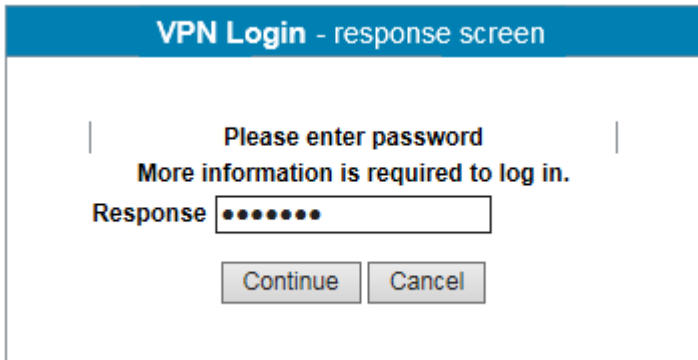 VPN Login - response screen
Please enter password
More information is required to log in.
Response •••••••
Continue Cancel